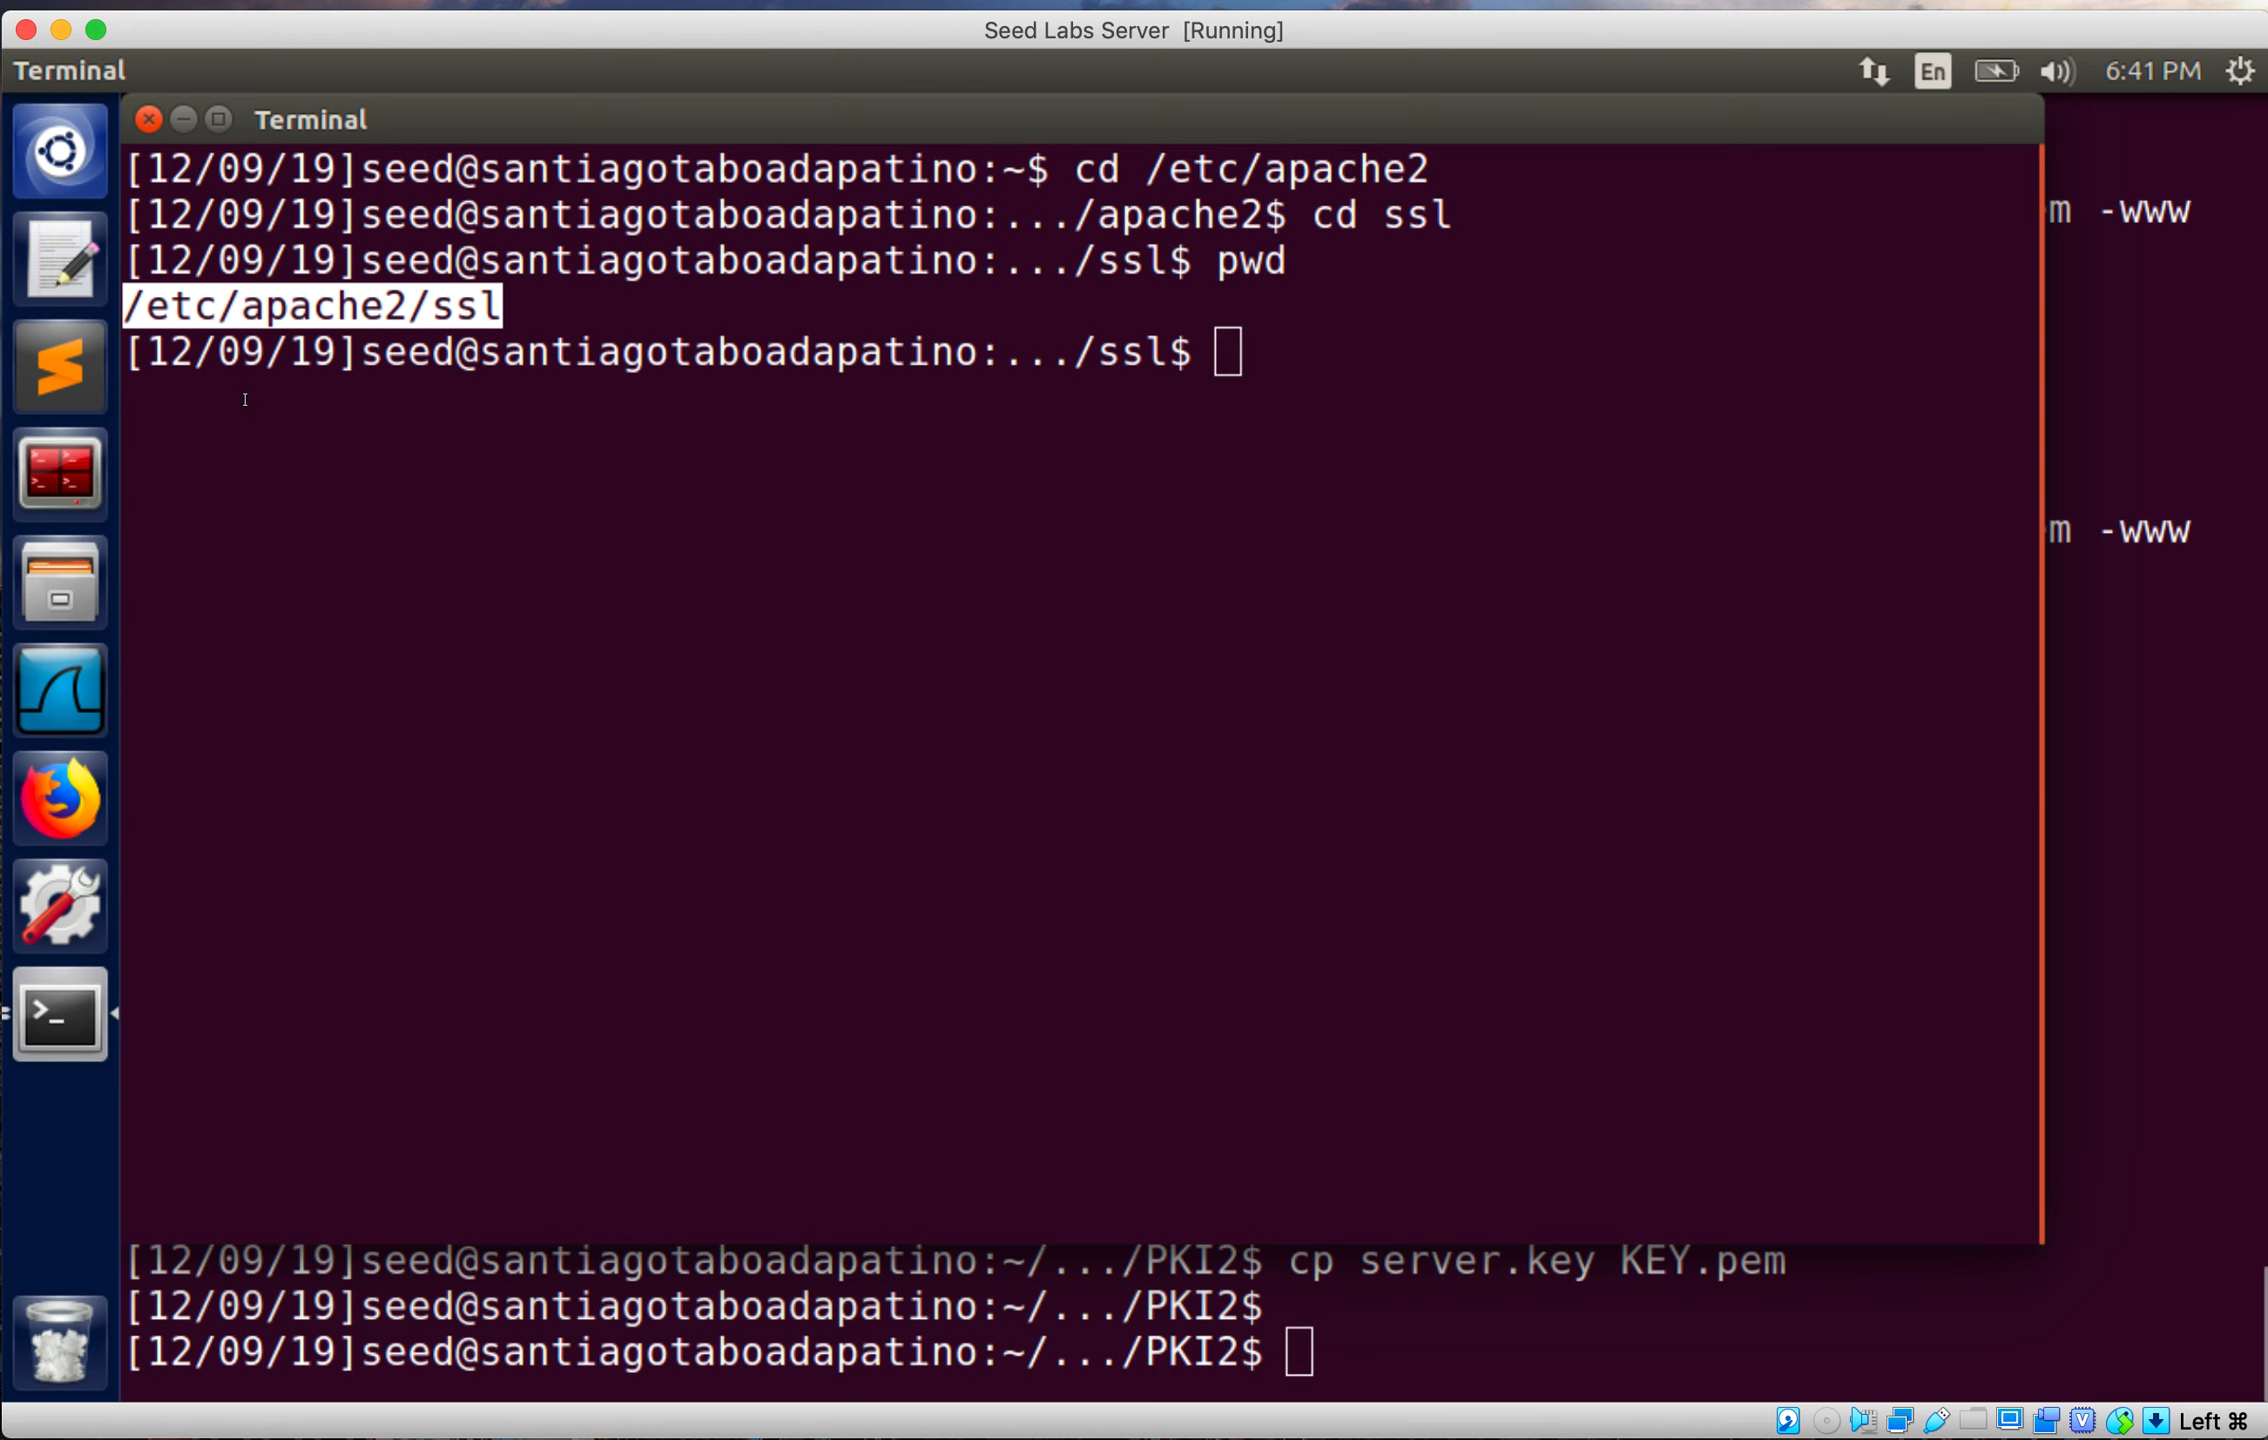 Seed Labs Server [Running]
Terminal
En
6:41 PM
Terminal
[12/09/19]seed@santiagotaboadapatino:~$ cd /etc/apache2
[12/09/19]seed@santiagotaboadapatino:.../apache2$ cd ssl
m -www
[12/09/19]seed@santiagotaboadapatino:.../ssl$ pwd
/etc/apache2/ssl
[12/09/19]seed@santiagotaboadapatino:.../ssl$
m -www
[12/09/19]seed@santiagotaboadapatino:~/.../PKI2$ cp server.key KEY.pem
[12/09/19]seed@santiagotaboadapatino:~/.../PKI2$
[12/09/19]seed@santiagotaboadapatino:~/.../PKI2$
Left ⌘